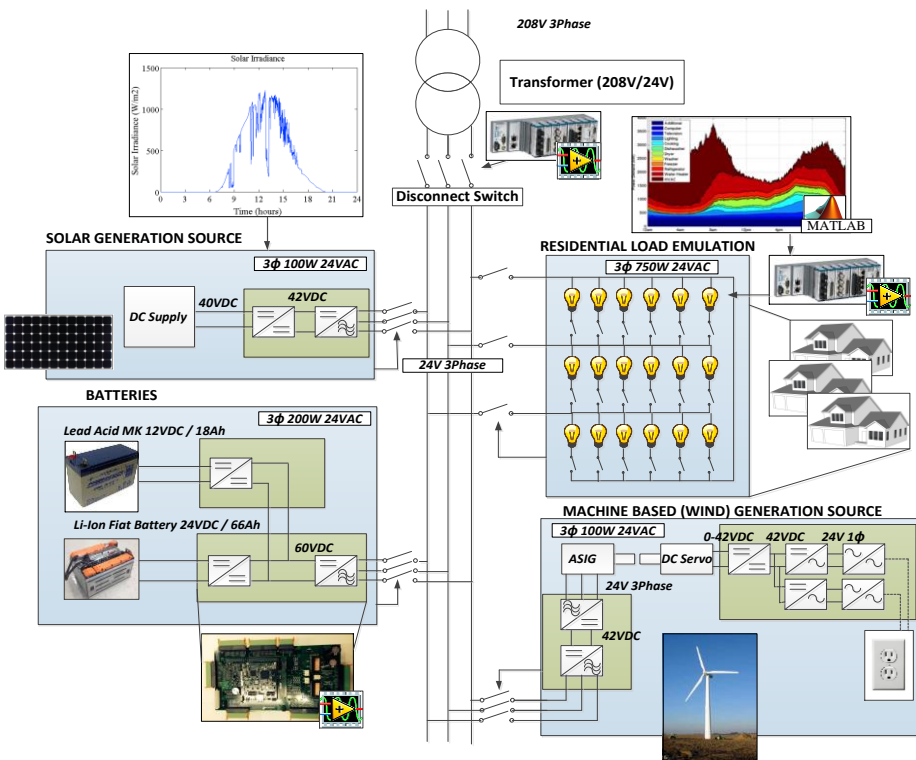 208V 3Phase
Transformer (208V/24V)
Disconnect Switch
Solar Irradiance
Solar Irradiance (W/m2)
1500
1000
500
0
0 3 6 9 12 15 18 21 24
Time (hours)
SOLAR GENERATION SOURCE
3ϕ 100W 24VAC
DC Supply
40VDC
42VDC
24V 3Phase
MATLAB
RESIDENTIAL LOAD EMULATION
3ϕ 750W 24VAC
BATTERIES
3ϕ 200W 24VAC
Lead Acid MK 12VDC / 18Ah
Li-Ion Fiat Battery 24VDC / 66Ah
60VDC
MACHINE BASED (WIND) GENERATION SOURCE
3ϕ 100W 24VAC
ASIG
DC Servo
0-42VDC
42VDC
24V 1ϕ
24V 3Phase
42VDC